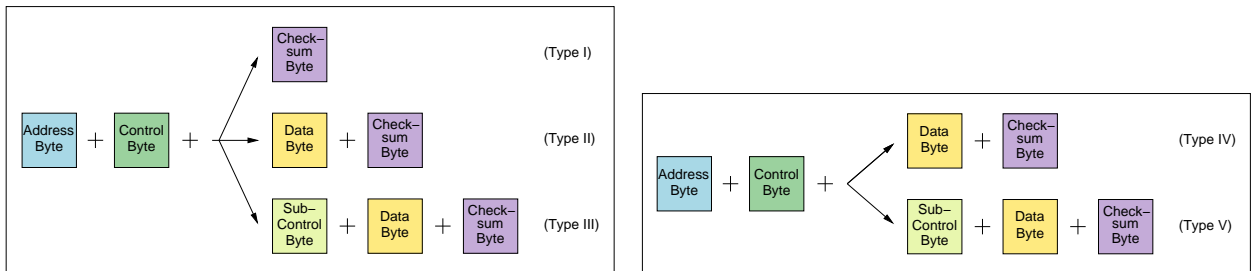 Check–
sum
Byte
(Type I)
Address
Byte
+
Control
Byte
+
Data
Byte
+
Check–
sum
Byte
(Type II)
Sub–
Control
Byte
+
Data
Byte
+
Check–
sum
Byte
(Type III)
Data
Byte
+
Check–
sum
Byte
(Type IV)
Address
Byte
+
Control
Byte
+
Sub–
Control
Byte
+
Data
Byte
+
Check–
sum
Byte
(Type V)